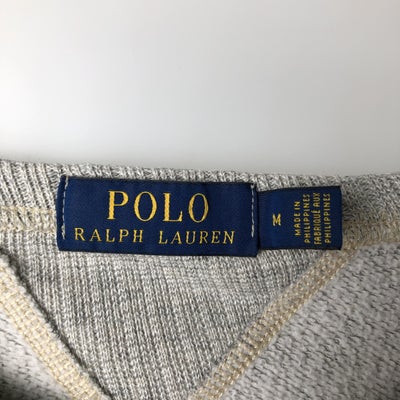 POLO
RALPH LAUREN
M
MADE IN
PHILIPPINES
FABRIQUÉ AUX
PHILIPPINES